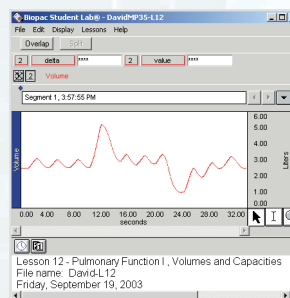 Biopac Student Lab® - DavidMP35-L12
File Edit Display Lessons Help
Overlap Split
2 delta **** 2 value ****
2 Volume
Segment 1, 3:57:55 PM
6.00
5.00
4.00
3.00
2.00
1.00
0.00
Volume
Liters
0.00 4.00 8.00 12.00 16.00 20.00 24.00 28.00 32.00
seconds
Lesson 12 - Pulmonary Function I , Volumes and Capacities
File name: David-L12
Friday, September 19, 2003